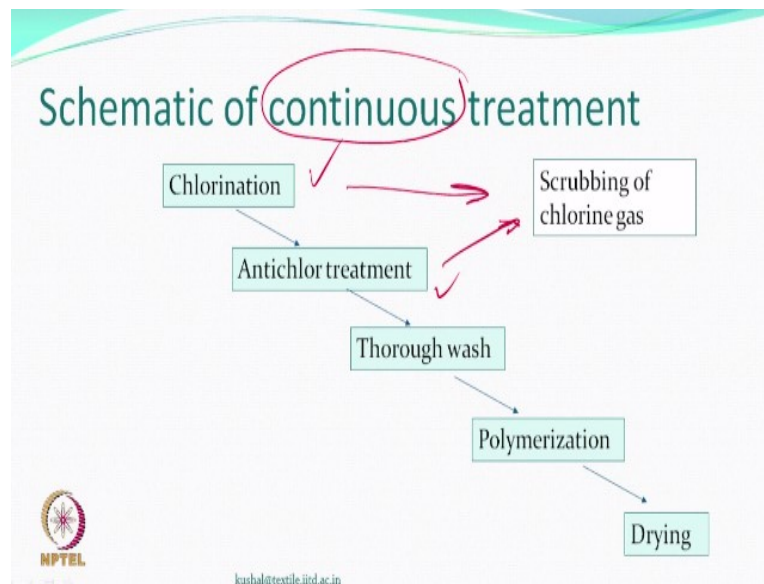 Schematic of continuous treatment
Chlorination
Scrubbing of
chlorine gas
Antichlor treatment
Thorough wash
Polymerization
Drying
NPTEL
kushal@textile.iitd.ac.in